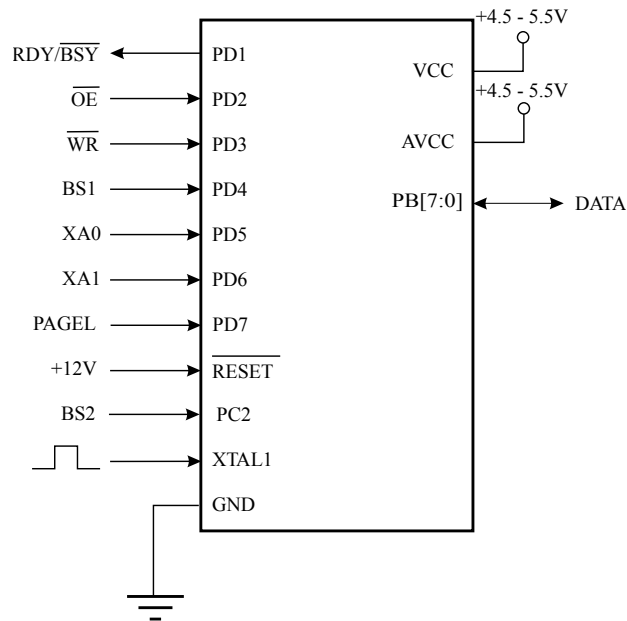 +4.5 - 5.5V
RDY/BSY PD1
VCC
OE PD2
+4.5 - 5.5V
WR PD3
AVCC
BS1 PD4
PB[7:0] DATA
XA0 PD5
XA1 PD6
PAGEL PD7
+12V RESET
BS2 PC2
XTAL1
GND